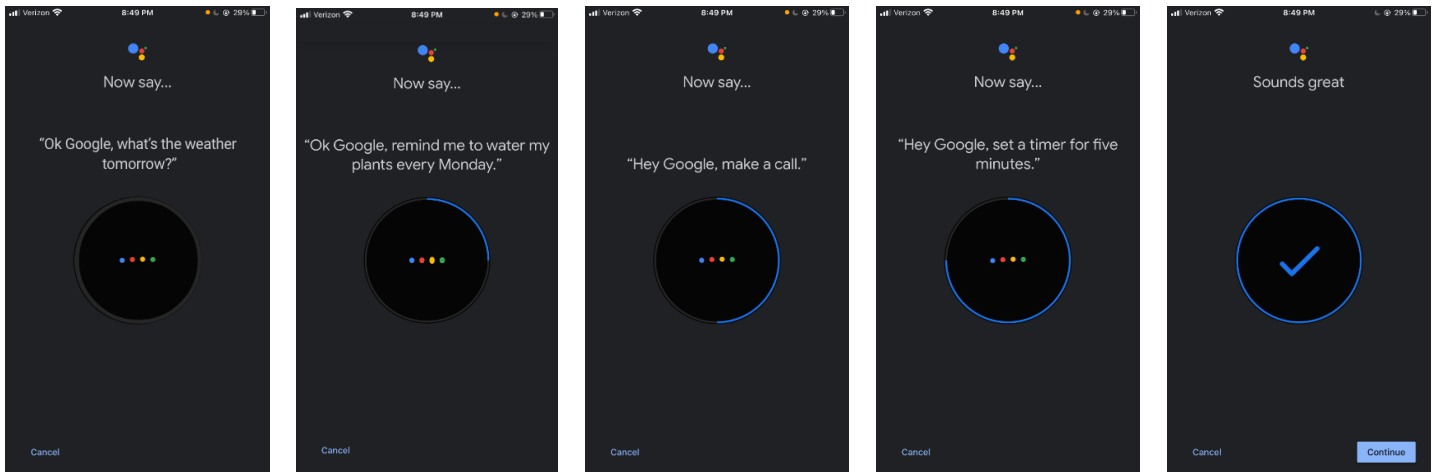 Verizon 8:49 PM 29%
Now say...
“Ok Google, what’s the weather
tomorrow?”
Cancel
Verizon 8:49 PM 29%
Now say...
“Ok Google, remind me to water my
plants every Monday.”
Cancel
Verizon 8:49 PM 29%
Now say...
“Hey Google, make a call.”
Cancel
Verizon 8:49 PM 29%
Now say...
“Hey Google, set a timer for five
minutes.”
Cancel
Verizon 8:49 PM 29%
Sounds great
Cancel Continue